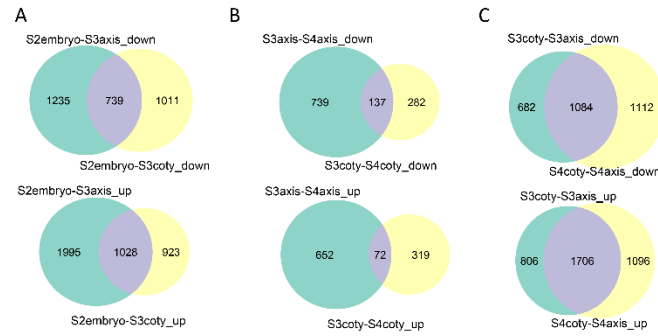 A
S2embryo-S3axis_down
1235 739 1011
S2embryo-S3coty_down
S2embryo-S3axis_up
1995 1028 923
S2embryo-S3coty_up
B
S3axis-S4axis_down
739 137 282
S3coty-S4coty_down
S3axis-S4axis_up
652 72 319
S3coty-S4coty_up
C
S3coty-S3axis_down
682 1084 1112
S4coty-S4axis_down
S3coty-S3axis_up
806 1706 1096
S4coty-S4axis_up